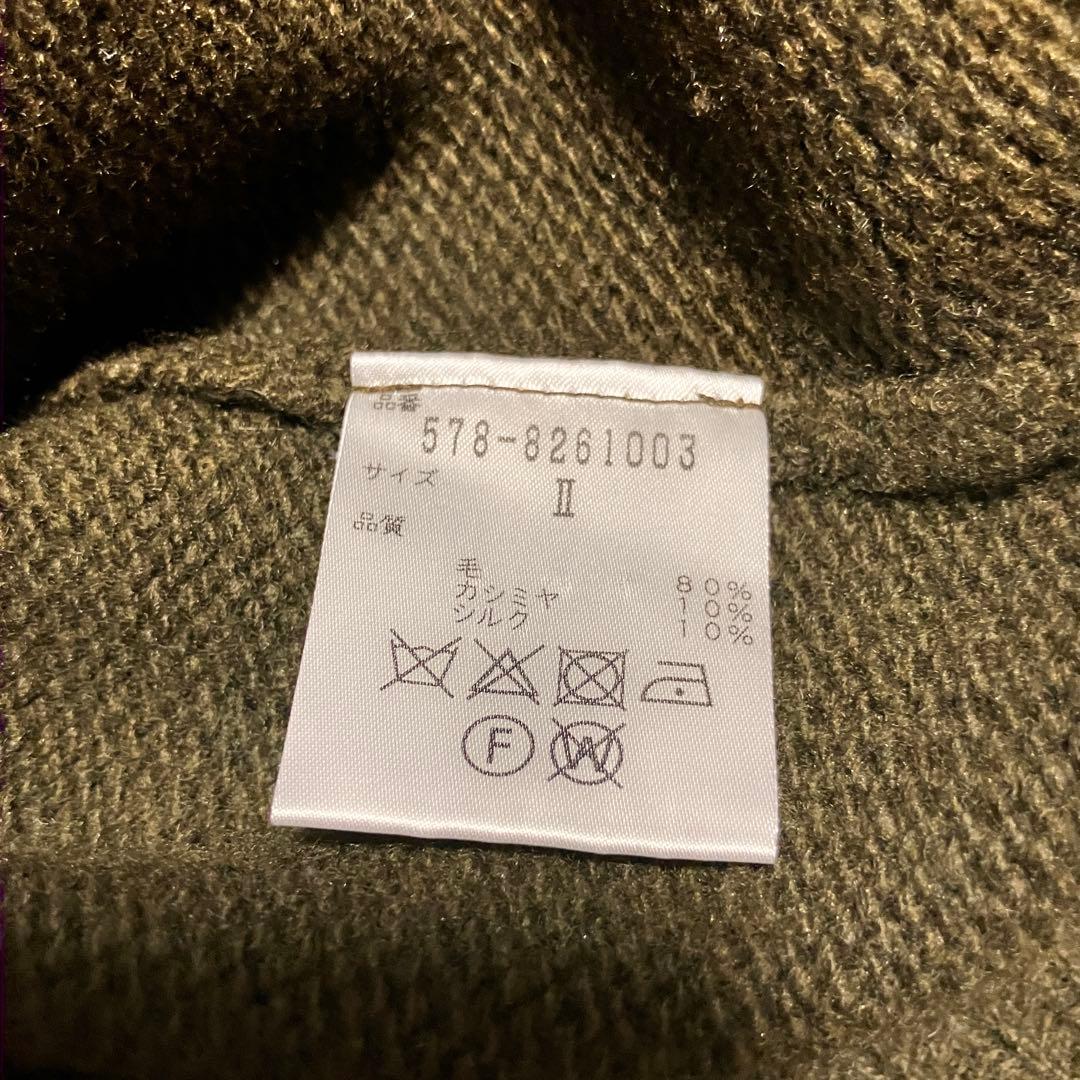 品番
578-8261003
サイズ
Ⅱ
品質
毛 80%
カシミヤ 10%
シルク 10%
F
W